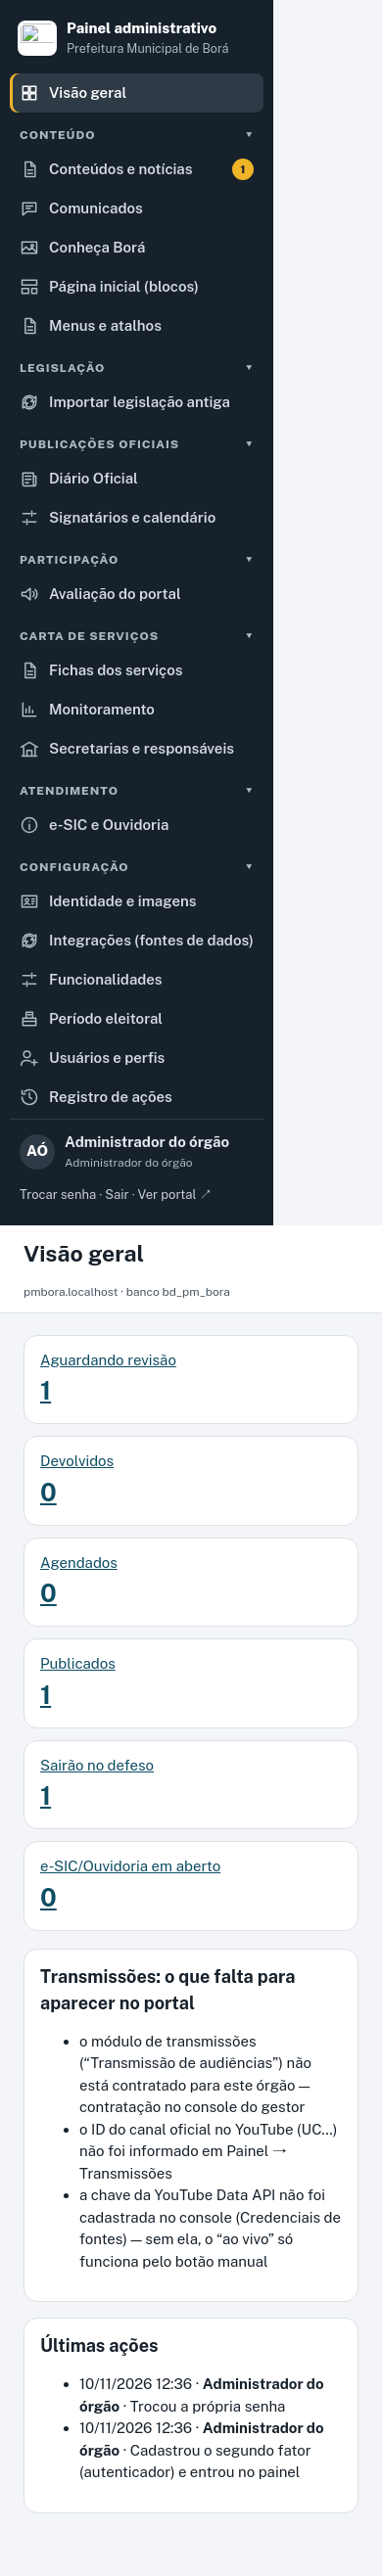 Painel administrativo
Prefeitura Municipal de Borá
Visão geral
CONTEÚDO
Conteúdos e notícias 1
Comunicados
Conheça Borá
Página inicial (blocos)
Menus e atalhos
LEGISLAÇÃO
Importar legislação antiga
PUBLICAÇÕES OFICIAIS
Diário Oficial
Signatários e calendário
PARTICIPAÇÃO
Avaliação do portal
CARTA DE SERVIÇOS
Fichas dos serviços
Monitoramento
Secretarias e responsáveis
ATENDIMENTO
e-SIC e Ouvidoria
CONFIGURAÇÃO
Identidade e imagens
Integrações (fontes de dados)
Funcionalidades
Período eleitoral
Usuários e perfis
Registro de ações
AÓ
Administrador do órgão
Administrador do órgão
Trocar senha · Sair · Ver portal ↗
Visão geral
pmbora.localhost · banco bd_pm_bora
Aguardando revisão
1
Devolvidos
0
Agendados
0
Publicados
1
Sairão no defeso
1
e-SIC/Ouvidoria em aberto
0
Transmissões: o que falta para
aparecer no portal
• o módulo de transmissões
(“Transmissão de audiências”) não
está contratado para este órgão —
contratação no console do gestor
• o ID do canal oficial no YouTube (UC…)
não foi informado em Painel →
Transmissões
• a chave da YouTube Data API não foi
cadastrada no console (Credenciais de
fontes) — sem ela, o “ao vivo” só
funciona pelo botão manual
Últimas ações
• 10/11/2026 12:36 · Administrador do
órgão · Trocou a própria senha
• 10/11/2026 12:36 · Administrador do
órgão · Cadastrou o segundo fator
(autenticador) e entrou no painel